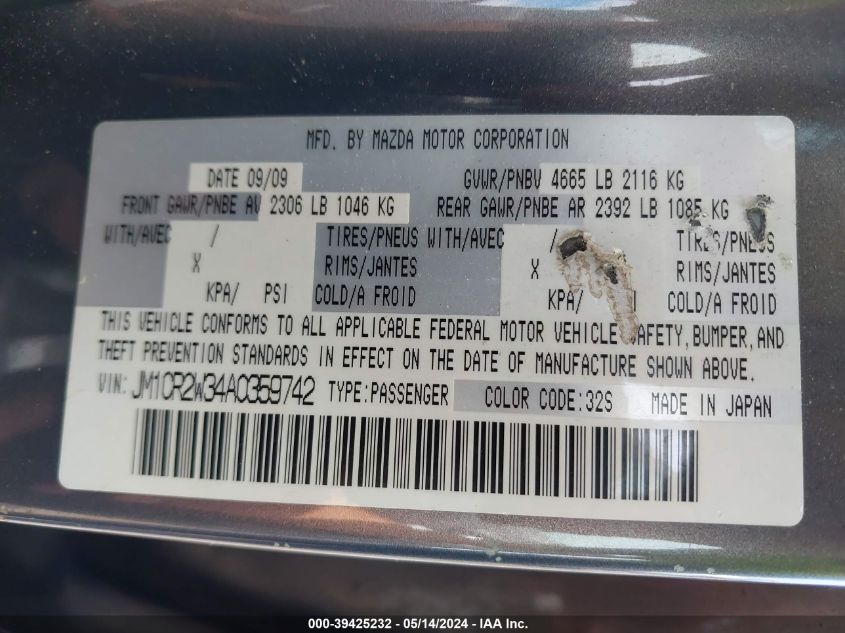 MFD. BY MAZDA MOTOR CORPORATION
DATE 09/09 GVWR/PNBV 4665 LB 2116 KG
FRONT GAWR/PNBE AV 2306 LB 1046 KG REAR GAWR/PNBE AR 2392 LB 1085 KG
WITH/AVEC / TIRES/PNEUS WITH/AVEC / TIRES/PNEUS
X RIMS/JANTES X RIMS/JANTES
KPA/ PSI COLD/A FROID KPA/ COLD/A FROID
THIS VEHICLE CONFORMS TO ALL APPLICABLE FEDERAL MOTOR VEHICLE SAFETY,BUMPER,AND
THEFT PREVENTION STANDARDS IN EFFECT ON THE DATE OF MANUFACTURE SHOWN ABOVE.
VIN: JM1CR2W34A0359742 TYPE:PASSENGER COLOR CODE:32S MADE IN JAPAN
000-39425232 - 05/14/2024 - IAA Inc.